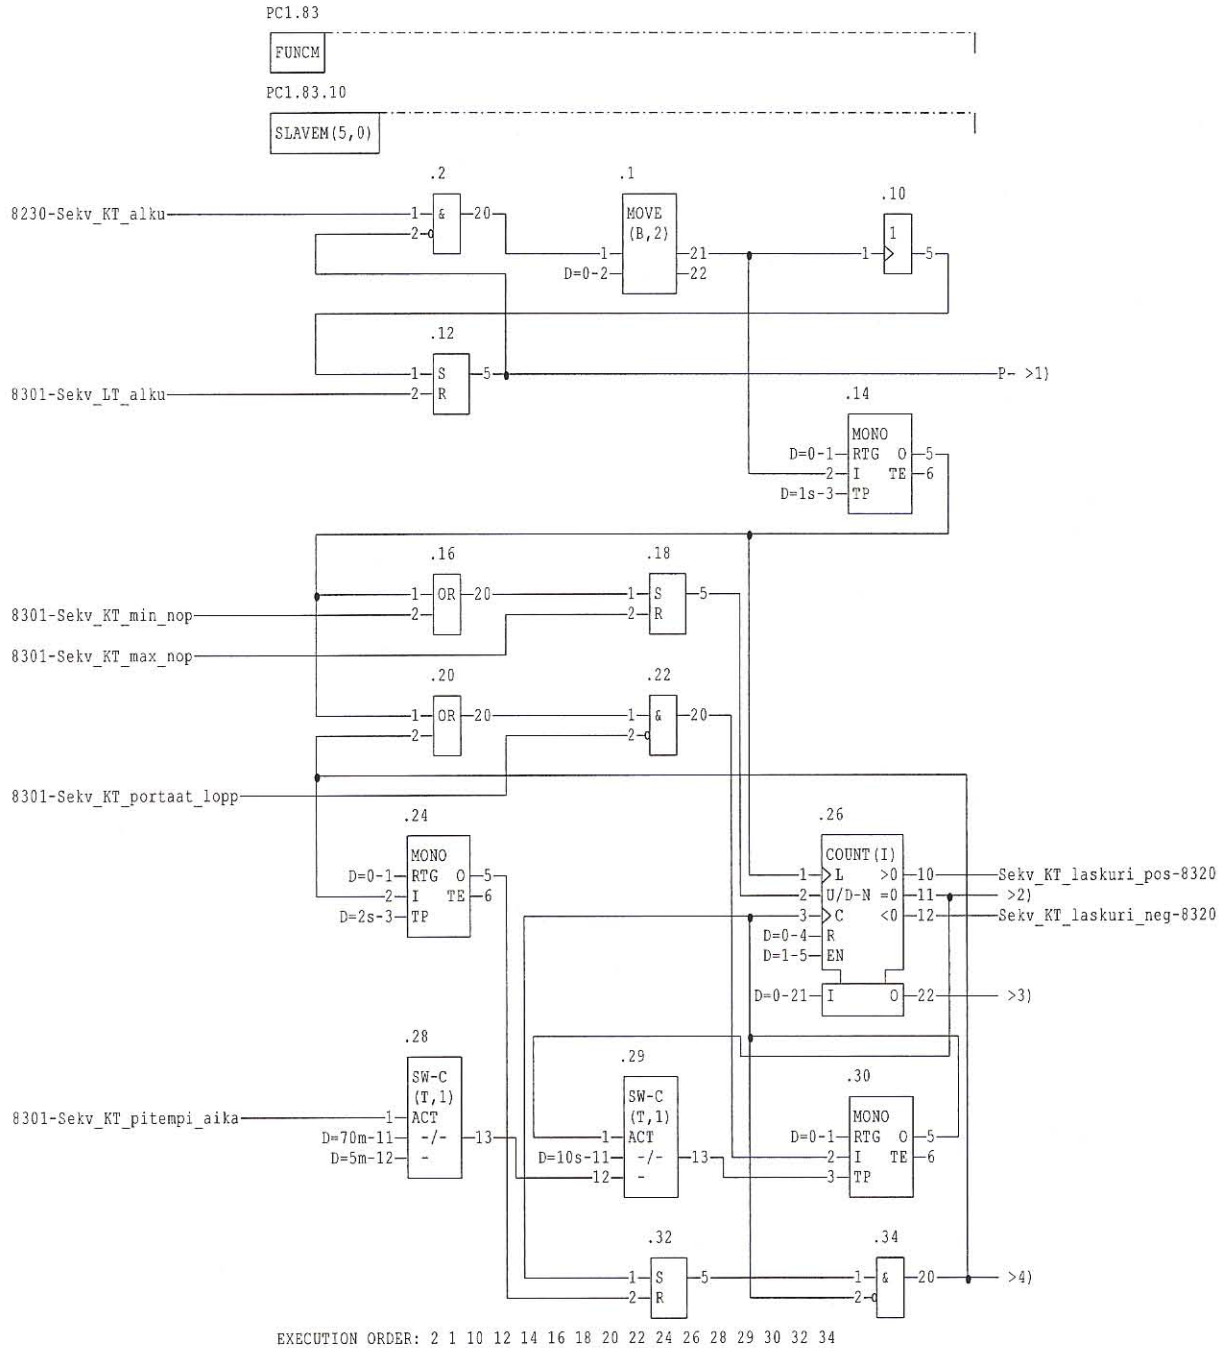 PC1.83
FUNCM
PC1.83.10
SLAVEM(5,0)
.2 .1 .10
8230-Sekv_KT_alku 1 & 20 MOVE 1
2 (B,2)
1 21 1 5
D=0-2 22
.12
1 S 5 P- >1)
8301-Sekv_LT_alku 2 R
.14
MONO
D=0-1 RTG O 5
2 I TE 6
D=1s-3 TP
.16 .18
1 OR 20 1 S 5
8301-Sekv_KT_min_nop 2 2 R
8301-Sekv_KT_max_nop
.20 .22
1 OR 20 1 & 20
2 2
8301-Sekv_KT_portaat_lopp
.24 .26
MONO COUNT(I)
D=0-1 RTG O 5 1 L >0 10 Sekv_KT_laskuri_pos-8320
2 I TE 6 2 U/D-N =0 11 >2)
D=2s-3 TP 3 C <0 12 Sekv_KT_laskuri_neg-8320
D=0-4 R
D=1-5 EN
D=0-21 I O 22 >3)
.28 .29 .30
SW-C
(T,1)
8301-Sekv_KT_pitempi_aika 1 ACT
D=70m-11 -/- 13
D=5m-12 -
SW-C
(T,1)
1 ACT
D=10s-11 -/- 13
12 -
MONO
D=0-1 RTG O 5
2 I TE 6
3 TP
.32 .34
1 S 5 1 & 20 >4)
2 R 2
EXECUTION ORDER: 2 1 10 12 14 16 18 20 22 24 26 28 29 30 32 34